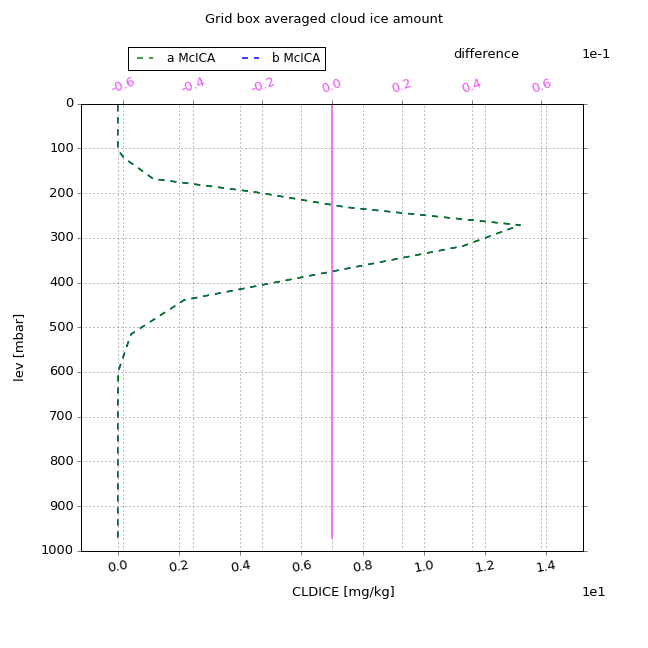 Grid box averaged cloud ice amount
a McICA b McICA
difference 1e-1
-0.6 -0.4 -0.2 0.0 0.2 0.4 0.6
0
100
200
300
400
500
600
700
800
900
1000
lev [mbar]
0.0 0.2 0.4 0.6 0.8 1.0 1.2 1.4
CLDICE [mg/kg] 1e1